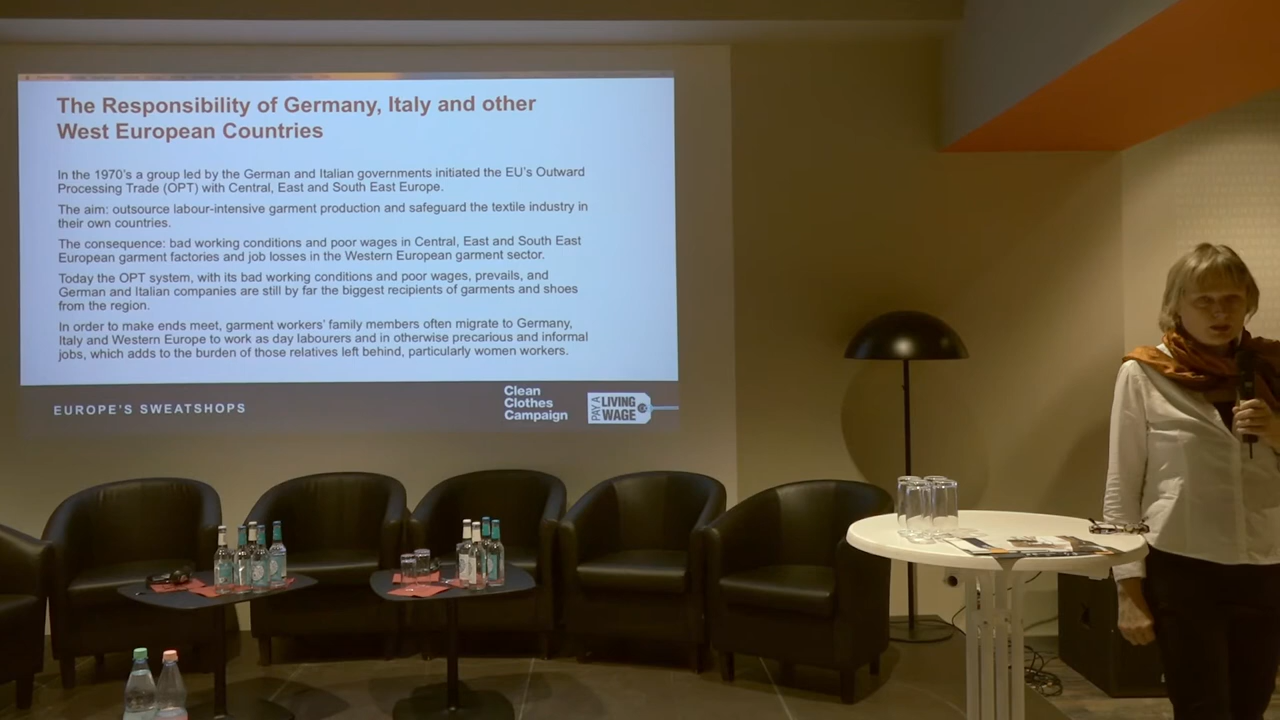 The Responsibility of Germany, Italy and other
West European Countries
In the 1970's a group led by the German and Italian governments initiated the EU's Outward
Processing Trade (OPT) with Central, East and South East Europe.
The aim: outsource labour-intensive garment production and safeguard the textile industry in
their own countries.
The consequence: bad working conditions and poor wages in Central, East and South East
European garment factories and job losses in the Western European garment sector.
Today the OPT system, with its bad working conditions and poor wages, prevails, and
German and Italian companies are still by far the biggest recipients of garments and shoes
from the region.
In order to make ends meet, garment workers' family members often migrate to Germany,
Italy and Western Europe to work as day labourers and in otherwise precarious and informal
jobs, which adds to the burden of those relatives left behind, particularly women workers.
EUROPE'S SWEATSHOPS
Clean
Clothes
Campaign
PAY A
LIVING
WAGE